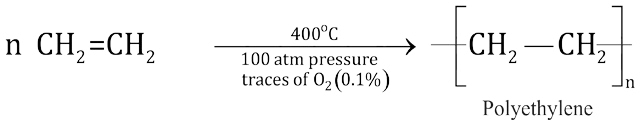 n CH₂=CH₂
400°C
100 atm pressure
traces of O₂(0.1%)
[CH₂—CH₂]n
Polyethylene